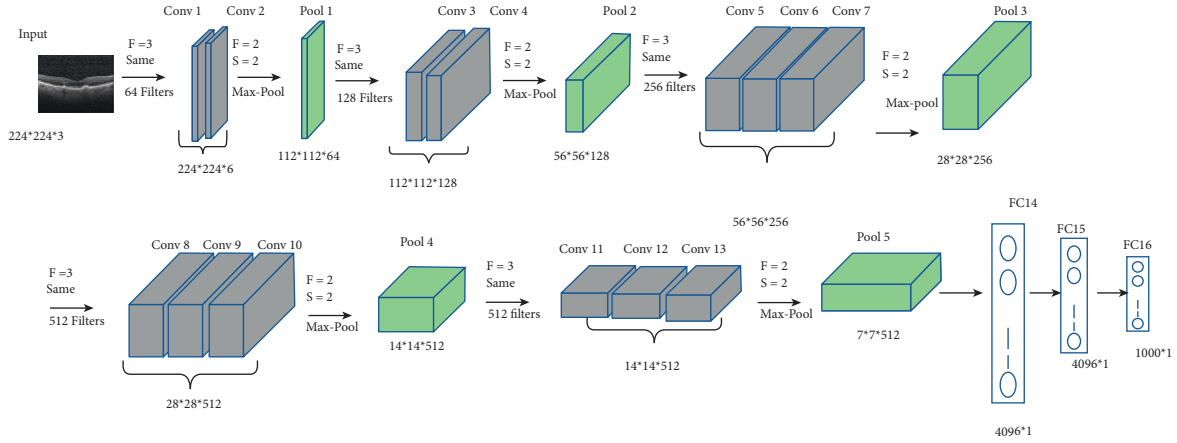 Input
224*224*3
F =3
Same
64 Filters
Conv 1
Conv 2
224*224*6
F = 2
S = 2
Max-Pool
Pool 1
112*112*64
F =3
Same
128 Filters
Conv 3
Conv 4
112*112*128
F = 2
S = 2
Max-Pool
Pool 2
56*56*128
F = 3
Same
256 filters
Conv 5
Conv 6
Conv 7
56*56*256
F = 2
S = 2
Max-pool
Pool 3
28*28*256
F =3
Same
512 Filters
Conv 8
Conv 9
Conv 10
28*28*512
F = 2
S = 2
Max-Pool
Pool 4
14*14*512
F = 3
Same
512 filters
Conv 11
Conv 12
Conv 13
14*14*512
F = 2
S = 2
Max-Pool
Pool 5
7*7*512
FC14
4096*1
FC15
4096*1
FC16
1000*1